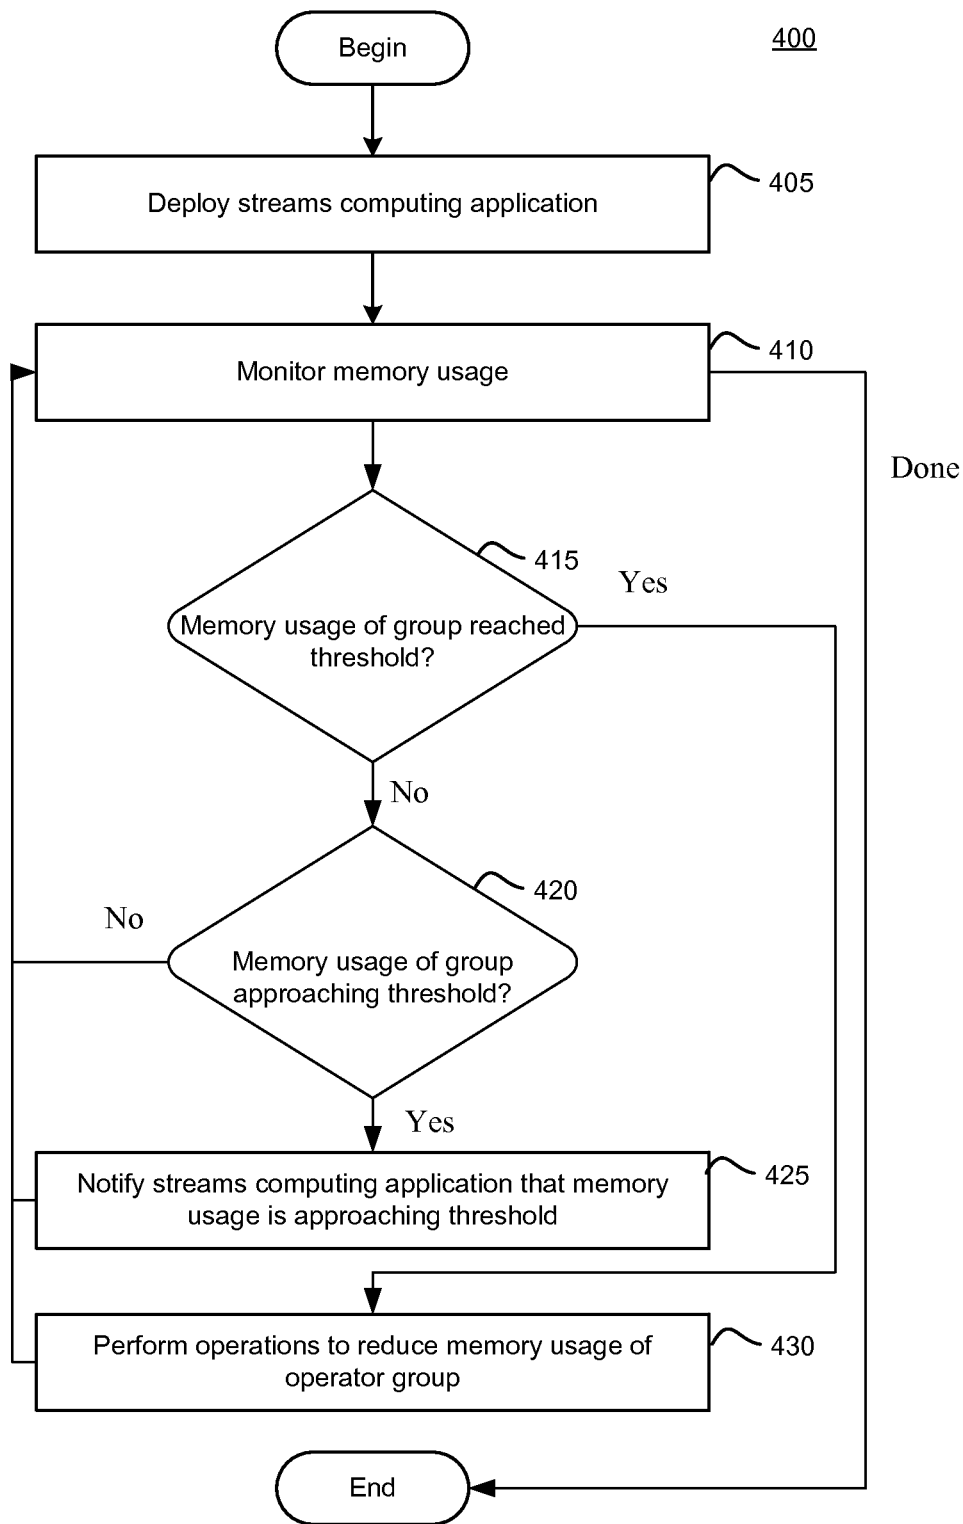 Begin
400
Deploy streams computing application
405
Monitor memory usage
410
Done
415
Yes
Memory usage of group reached
threshold?
No
420
No
Memory usage of group
approaching threshold?
Yes
Notify streams computing application that memory
usage is approaching threshold
425
Perform operations to reduce memory usage of
operator group
430
End